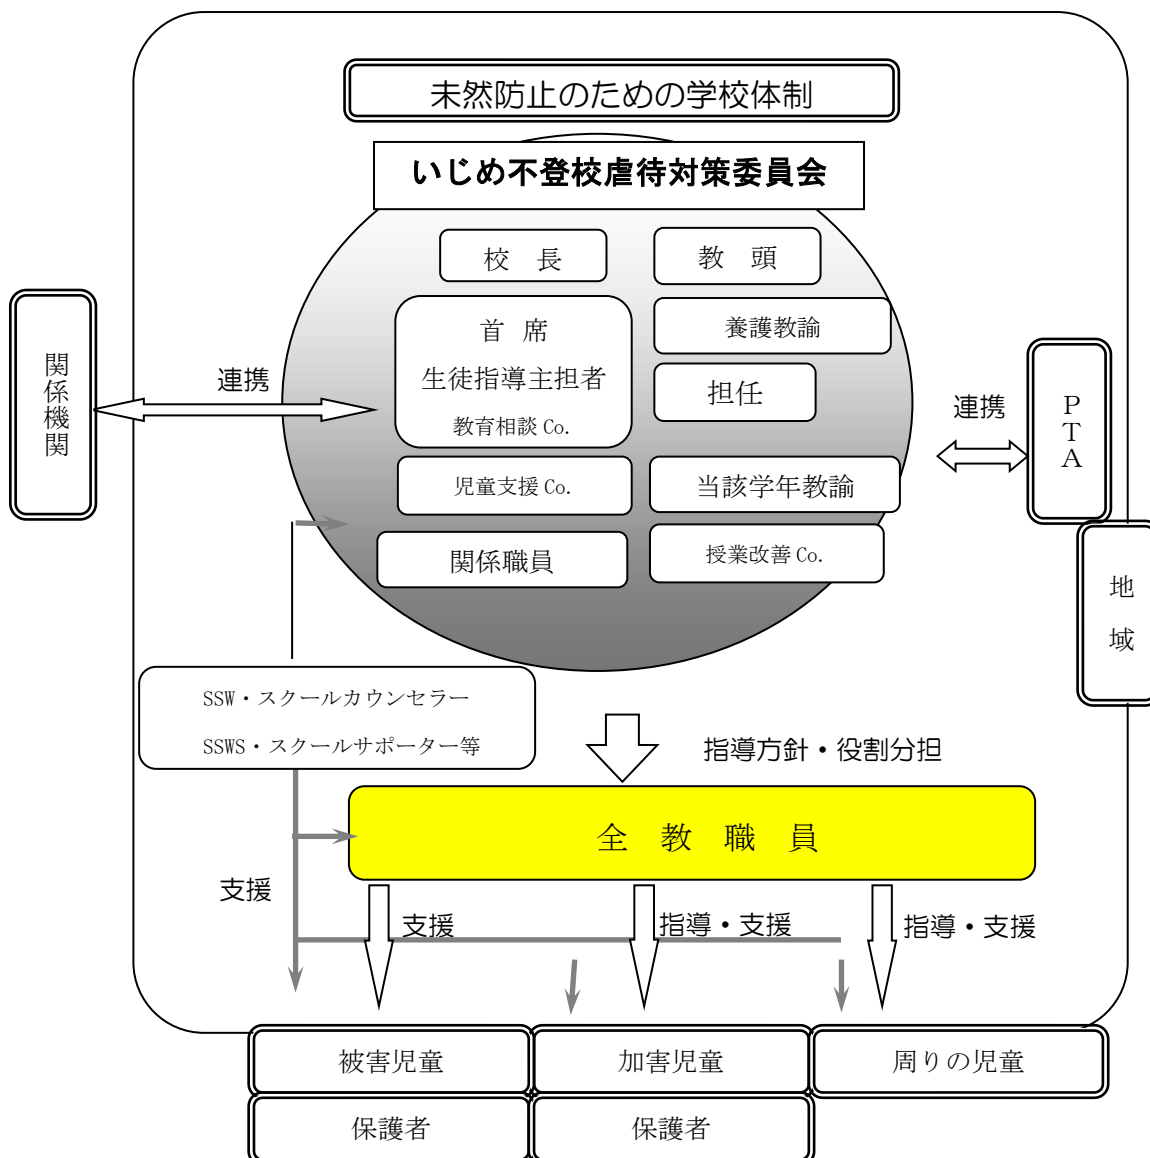 未然防止のための学校体制
いじめ不登校虐待対策委員会
校　長
教　頭
首 席
生徒指導主担者
教育相談 Co.
養護教諭
担任
児童支援 Co.
当該学年教諭
関係職員
授業改善 Co.
関係機関
連携
連携
PTA
地域
SSW・スクールカウンセラー
SSWS・スクールサポーター等
指導方針・役割分担
全　教　職　員
支援
支援
指導・支援
指導・支援
被害児童
加害児童
周りの児童
保護者
保護者